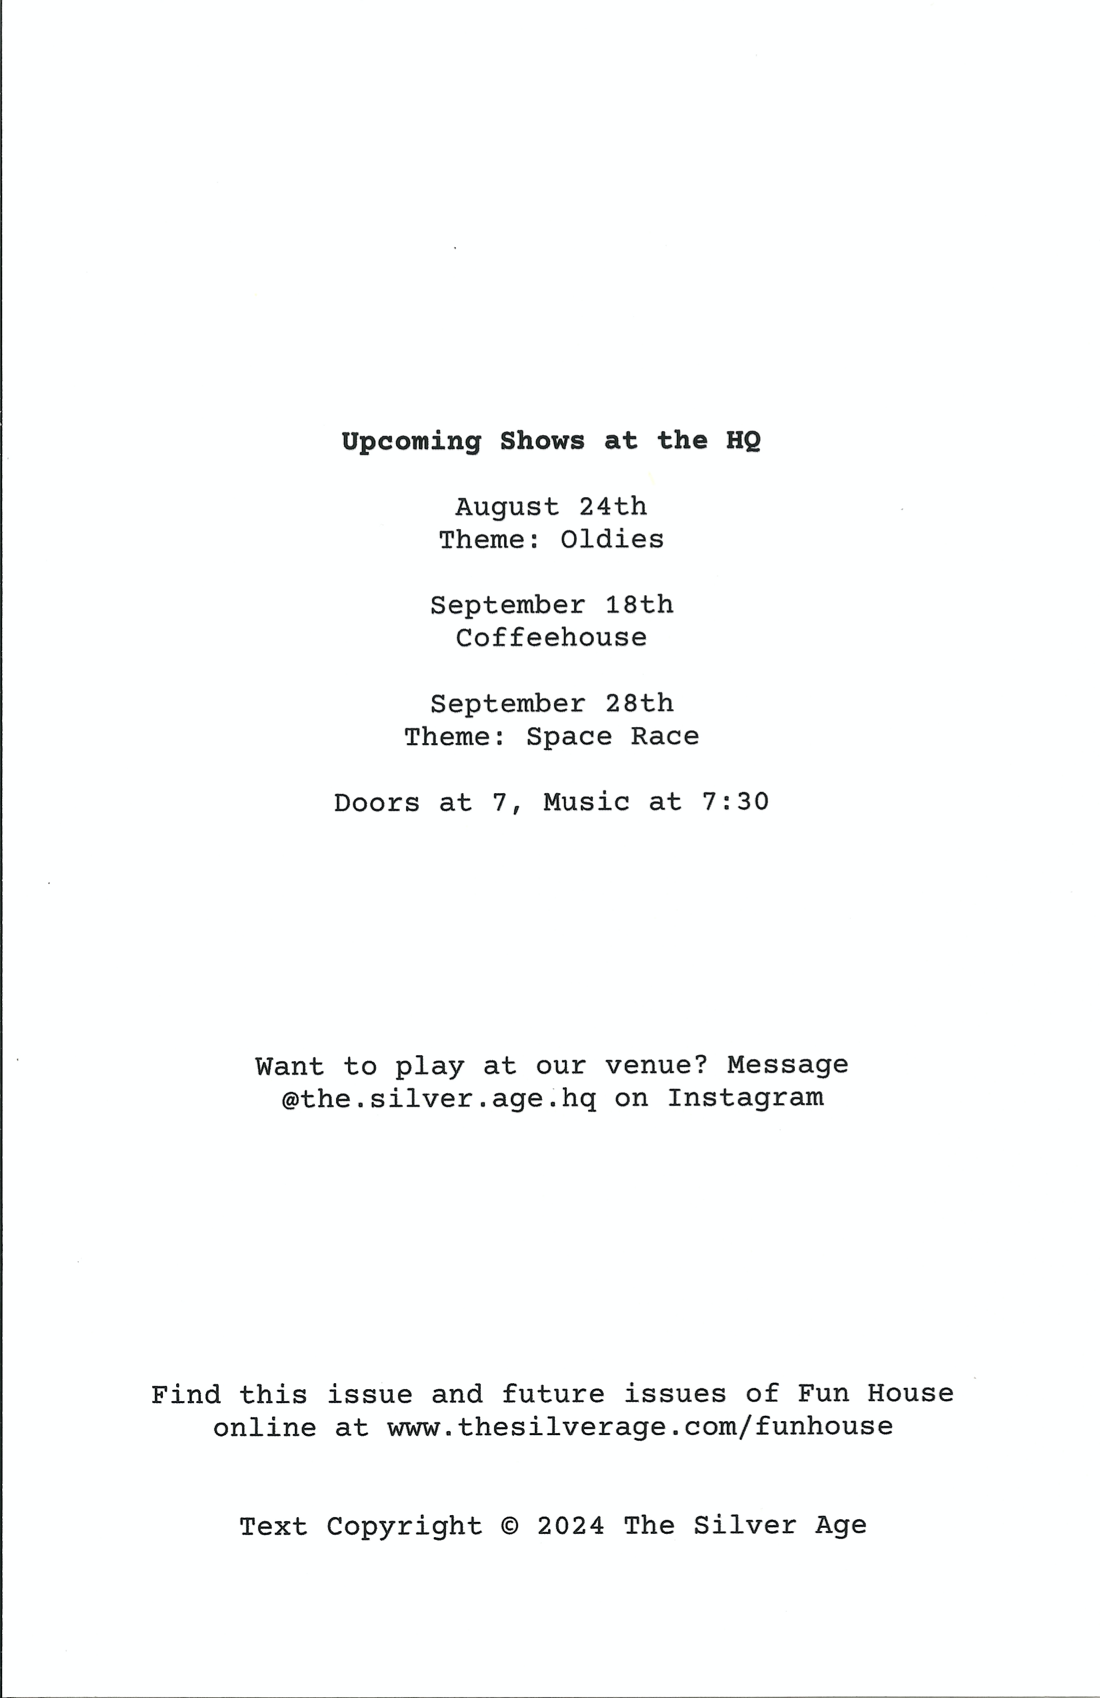 Upcoming Shows at the HQ
August 24th
Theme: Oldies
September 18th
Coffeehouse
September 28th
Theme: Space Race
Doors at 7, Music at 7:30
Want to play at our venue? Message
@the.silver.age.hq on Instagram
Find this issue and future issues of Fun House
online at www.thesilverage.com/funhouse
Text Copyright © 2024 The Silver Age